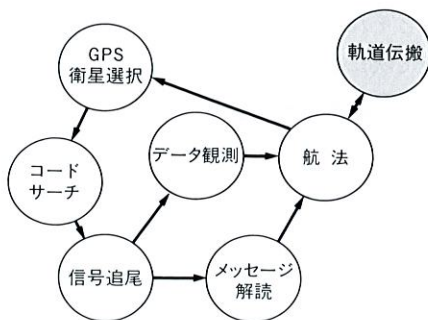 GPS
衛星選択
軌道伝搬
データ観測
航 法
コード
サーチ
信号追尾
メッセージ
解読